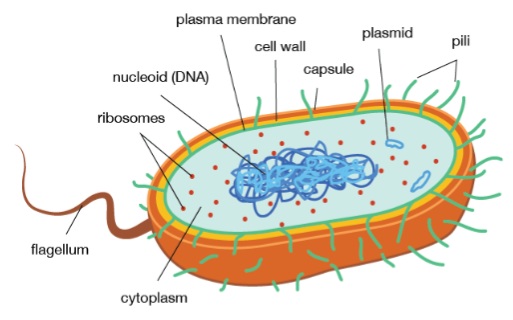 plasma membrane
cell wall
plasmid
pili
capsule
nucleoid (DNA)
ribosomes
flagellum
cytoplasm